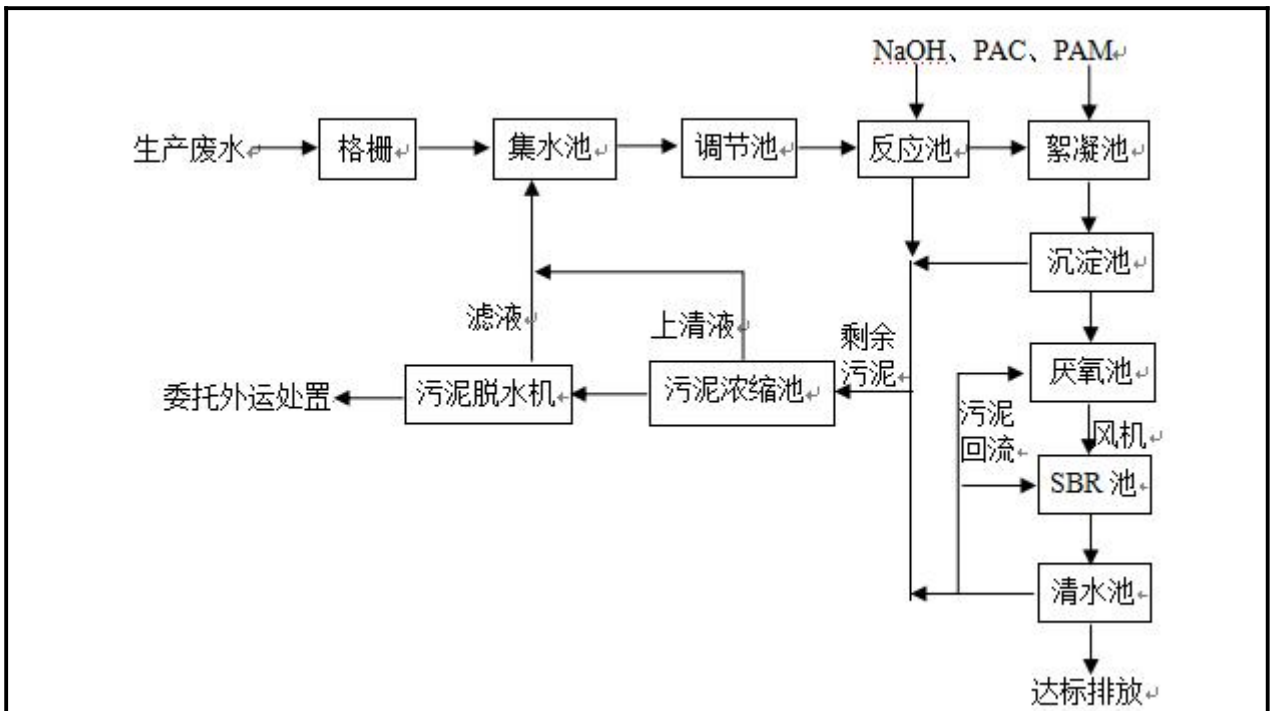 NaOH、PAC、PAM
生产废水
格栅
集水池
调节池
反应池
絮凝池
沉淀池
滤液
上清液
剩余
污泥
厌氧池
委托外运处置
污泥脱水机
污泥浓缩池
污泥
回流
风机
SBR 池
清水池
达标排放